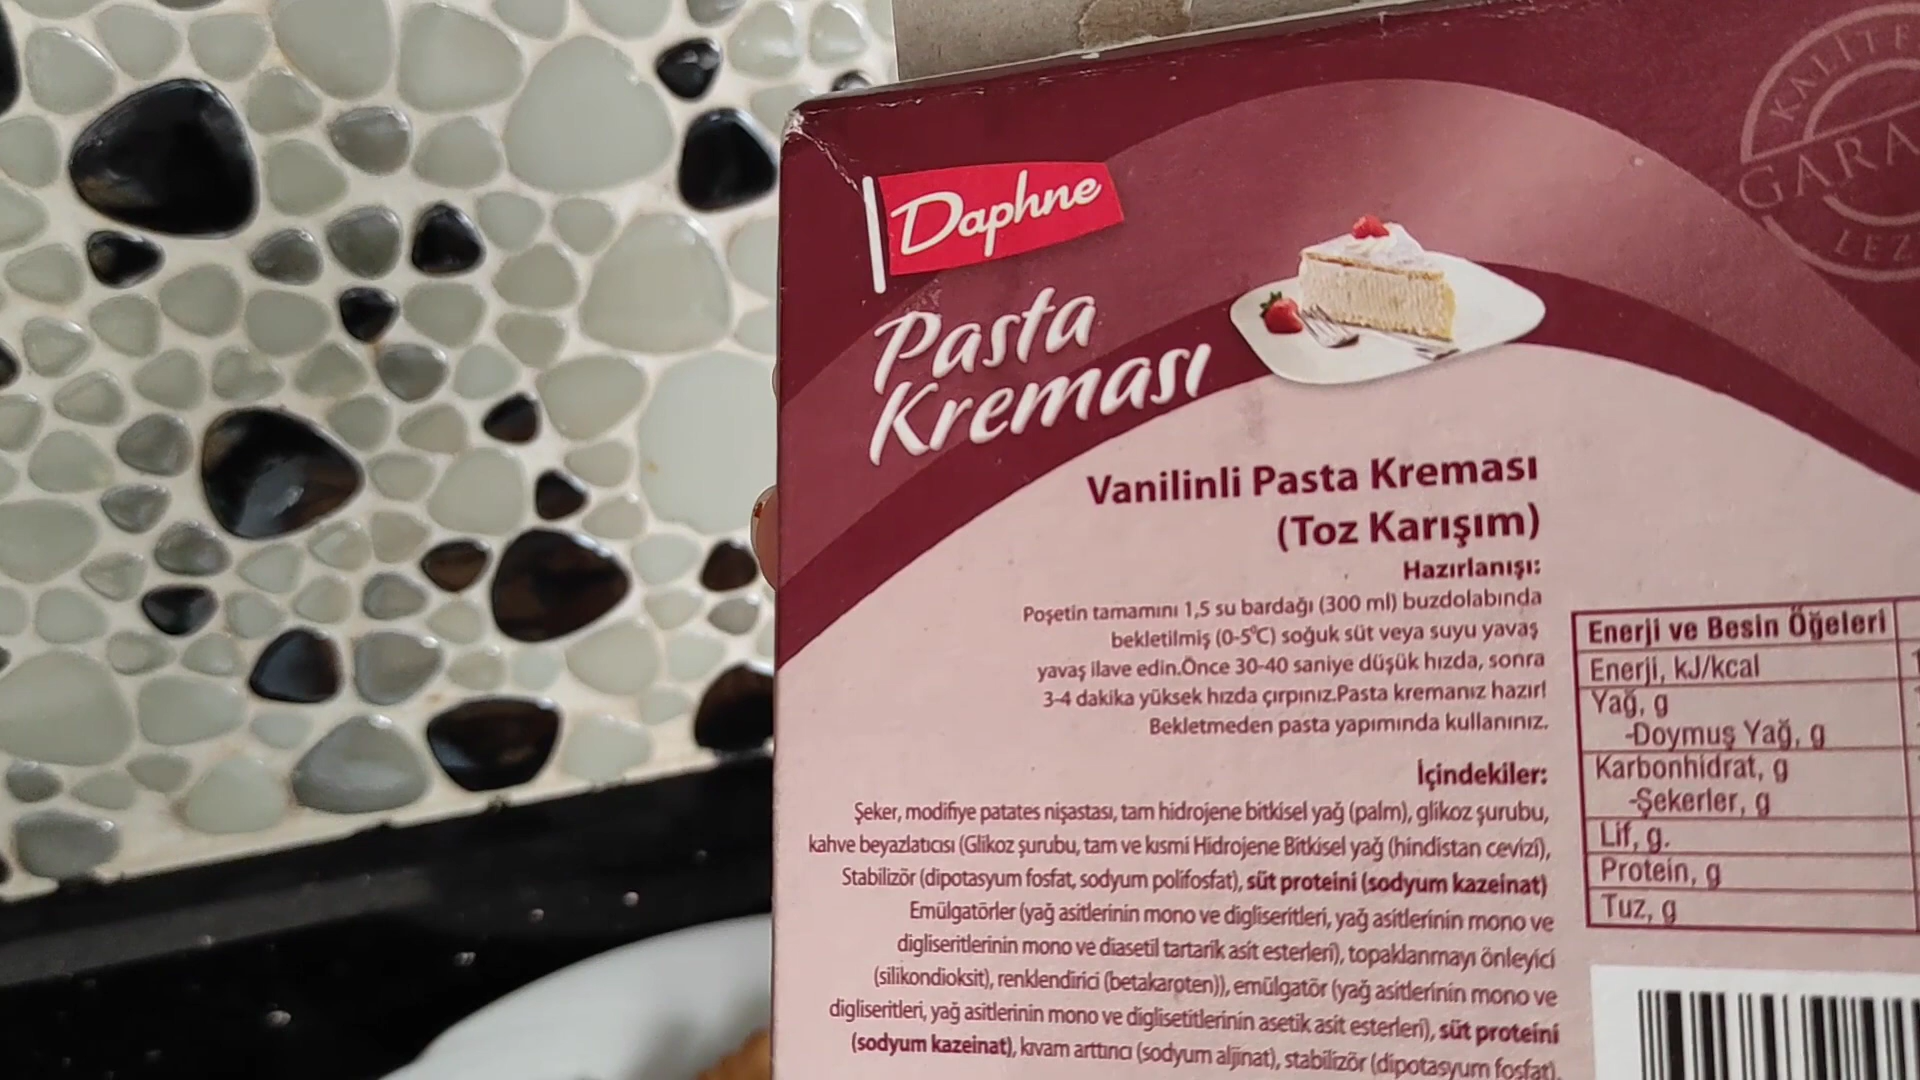 Daphne
Pasta
Kreması
Vanilinli Pasta Kreması
(Toz Karışım)
Hazırlanışı:
Poşetin tamamını 1,5 su bardağı (300 ml) buzdolabında
bekletilmiş (0-5°C) soğuk süt veya suyu yavaş
yavaş ilave edin.Önce 30-40 saniye düşük hızda, sonra
3-4 dakika yüksek hızda çırpınız.Pasta kremanız hazır!
Bekletmeden pasta yapımında kullanınız.
İçindekiler:
Şeker, modifiye patates nişastası, tam hidrojene bitkisel yağ (palm), glikoz şurubu,
kahve beyazlatıcısı (Glikoz şurubu, tam ve kısmi Hidrojene Bitkisel yağ (hindistan cevizi),
Stabilizör (dipotasyum fosfat, sodyum polifosfat), süt proteini (sodyum kazeinat)
Emülgatörler (yağ asitlerinin mono ve digliseritleri, yağ asitlerinin mono ve
digliseritlerinin mono ve diasetil tartarik asit esterleri), topaklanmayı önleyici
(silikondioksit), renklendirici (betakaroten)), emülgatör (yağ asitlerinin mono ve
digliseritleri, yağ asitlerinin mono ve diglisetitlerinin asetik asit esterleri), süt proteini
(sodyum kazeinat), kıvam arttırıcı (sodyum aljinat), stabilizör (dipotasyum fosfat),
Enerji ve Besin Öğeleri
Enerji, kJ/kcal
Yağ, g
-Doymuş Yağ, g
Karbonhidrat, g
-Şekerler, g
Lif, g.
Protein, g
Tuz, g
KALİTE
GARA
LEZ